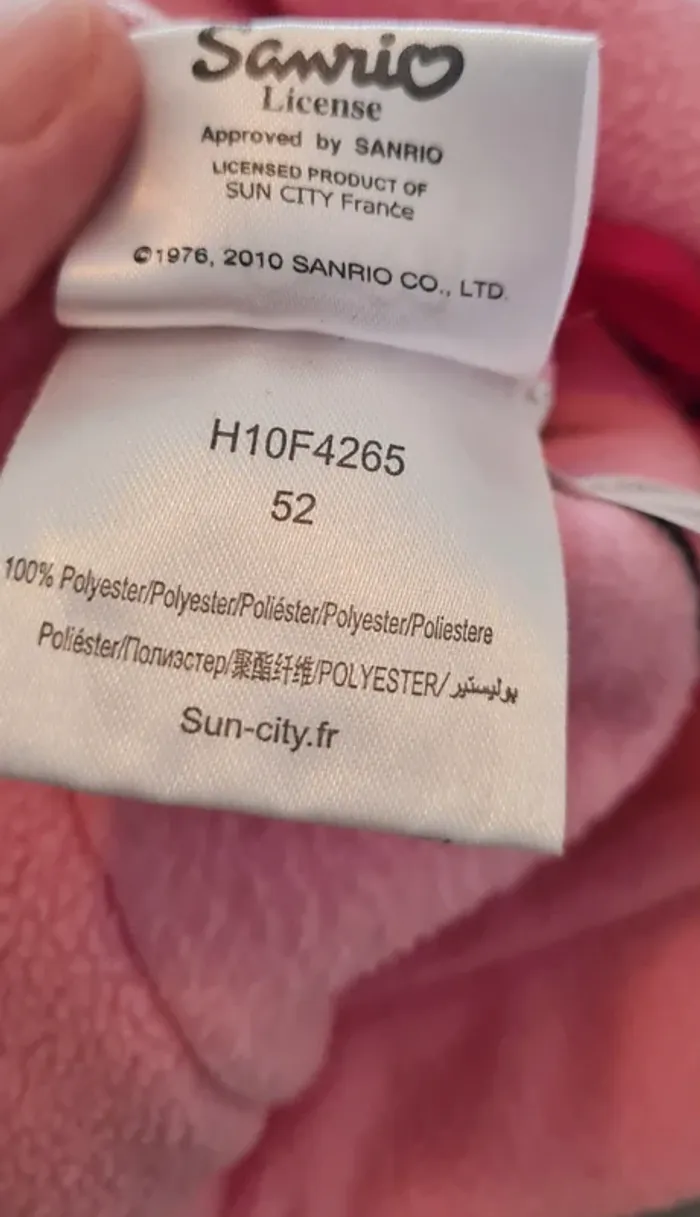 Sanrio
License
Approved by SANRIO
LICENSED PRODUCT OF
SUN CITY France
©1976, 2010 SANRIO CO., LTD.
H10F4265
52
100% Polyester/Polyester/Poliéster/Polyester/Poliestere
Poliéster/Полиэстер/聚酯纤维/POLYESTER/بوليستير
Sun-city.fr